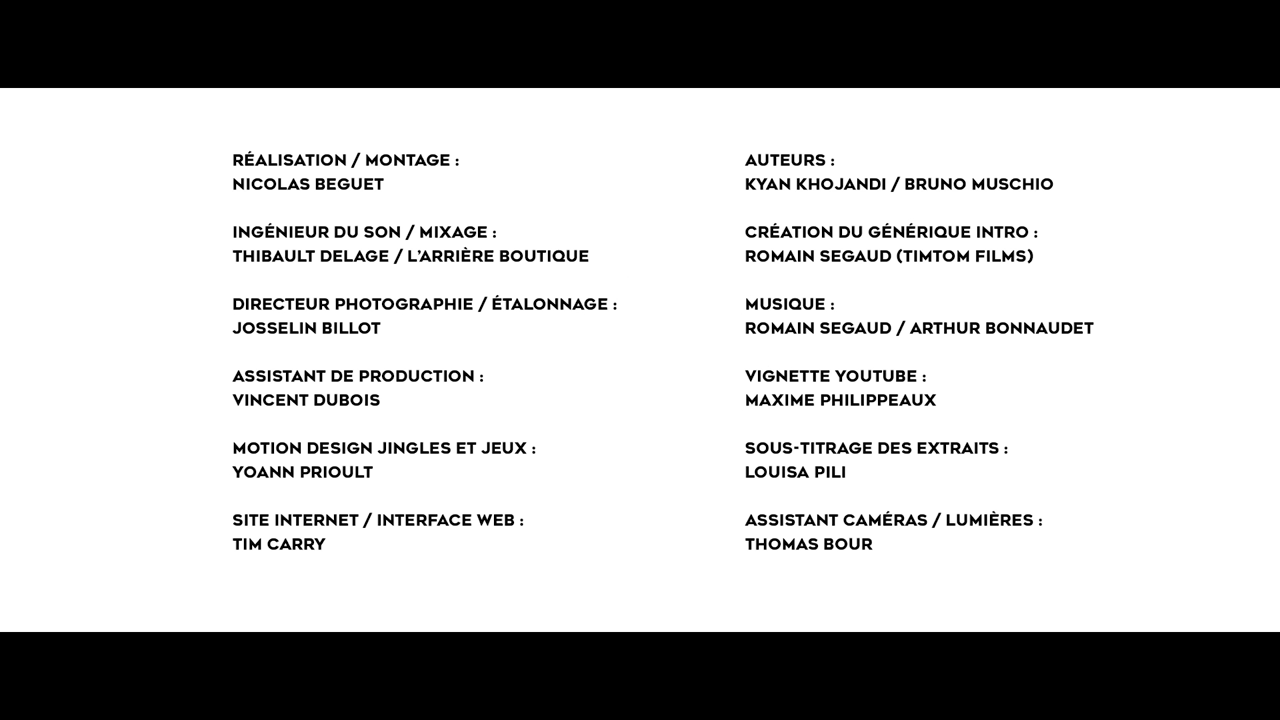 RÉALISATION / MONTAGE :
NICOLAS BEGUET
INGÉNIEUR DU SON / MIXAGE :
THIBAULT DELAGE / L'ARRIÈRE BOUTIQUE
DIRECTEUR PHOTOGRAPHIE / ÉTALONNAGE :
JOSSELIN BILLOT
ASSISTANT DE PRODUCTION :
VINCENT DUBOIS
MOTION DESIGN JINGLES ET JEUX :
YOANN PRIOULT
SITE INTERNET / INTERFACE WEB :
TIM CARRY
AUTEURS :
KYAN KHOJANDI / BRUNO MUSCHIO
CRÉATION DU GÉNÉRIQUE INTRO :
ROMAIN SEGAUD (TIMTOM FILMS)
MUSIQUE :
ROMAIN SEGAUD / ARTHUR BONNAUDET
VIGNETTE YOUTUBE :
MAXIME PHILIPPEAUX
SOUS-TITRAGE DES EXTRAITS :
LOUISA PILI
ASSISTANT CAMÉRAS / LUMIÈRES :
THOMAS BOUR